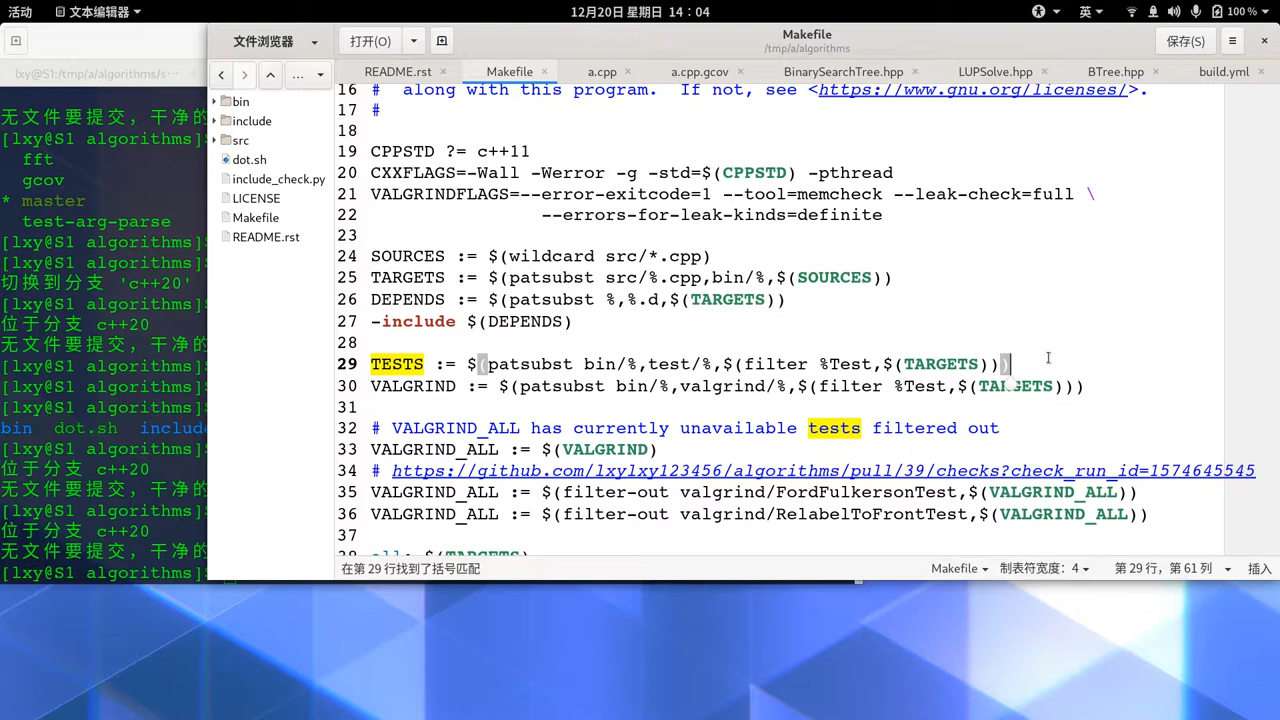 活动 文本编辑器 12月20日 星期日 14：04 英 100 %
lxy@S1:/tmp/a/algorithms/s···
无文件要提交，干净的
[lxy@S1 algorithms]
fft
gcov
* master
test-arg-parse
[lxy@S1 algorithms]
[lxy@S1 algorithms]
切换到分支 'c++20'
[lxy@S1 algorithms]
位于分支 c++20
无文件要提交，干净的
[lxy@S1 algorithms]
[lxy@S1 algorithms]
[lxy@S1 algorithms]
bin dot.sh include
[lxy@S1 algorithms]
位于分支 c++20
无文件要提交，干净的
[lxy@S1 algorithms]
位于分支 c++20
无文件要提交，干净的
[lxy@S1 algorithms]
文件浏览器
...
bin
include
src
dot.sh
include_check.py
LICENSE
Makefile
README.rst
打开(O)
Makefile
/tmp/a/algorithms
保存(S)
README.rst × Makefile × a.cpp × a.cpp.gcov × BinarySearchTree.hpp × LUPSolve.hpp × BTree.hpp × build.yml ×
16 #  along with this program.  If not, see <https://www.gnu.org/licenses/>.
17 #
18
19 CPPSTD ?= c++11
20 CXXFLAGS=-Wall -Werror -g -std=$(CPPSTD) -pthread
21 VALGRINDFLAGS=--error-exitcode=1 --tool=memcheck --leak-check=full \
22 --errors-for-leak-kinds=definite
23
24 SOURCES := $(wildcard src/*.cpp)
25 TARGETS := $(patsubst src/%.cpp,bin/%,$(SOURCES))
26 DEPENDS := $(patsubst %,%.d,$(TARGETS))
27 -include $(DEPENDS)
28
29 TESTS := $(patsubst bin/%,test/%,$(filter %Test,$(TARGETS)))
30 VALGRIND := $(patsubst bin/%,valgrind/%,$(filter %Test,$(TARGETS)))
31
32 # VALGRIND_ALL has currently unavailable tests filtered out
33 VALGRIND_ALL := $(VALGRIND)
34 # https://github.com/lxylxy123456/algorithms/pull/39/checks?check_run_id=1574645545
35 VALGRIND_ALL := $(filter-out valgrind/FordFulkersonTest,$(VALGRIND_ALL))
36 VALGRIND_ALL := $(filter-out valgrind/RelabelToFrontTest,$(VALGRIND_ALL))
37
38 all: $(TARGETS)
在第 29 行找到了括号匹配 Makefile 制表符宽度：4 第 29 行，第 61 列 插入